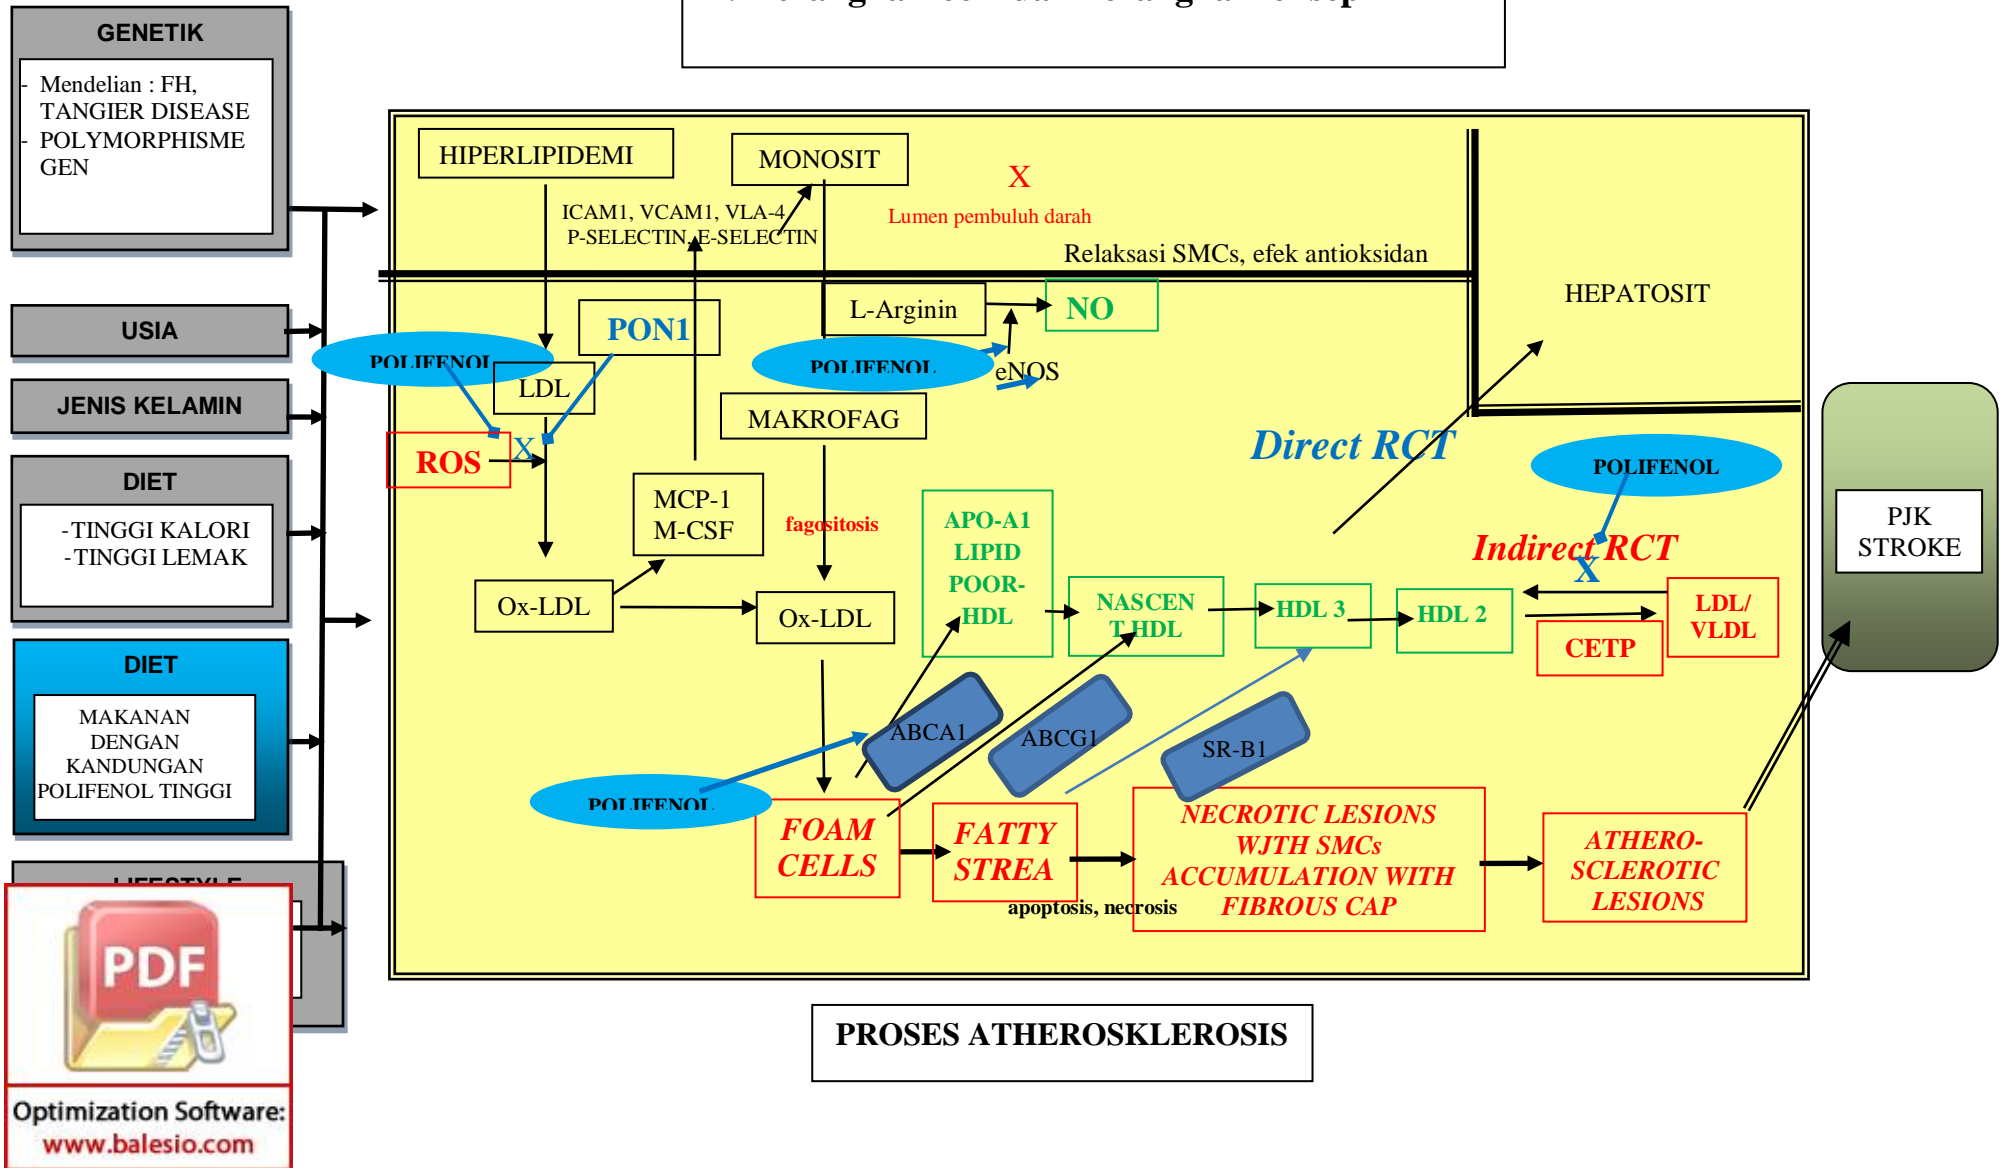 GENETIK
- Mendelian : FH,
TANGIER DISEASE
- POLYMORPHISME
GEN
USIA
JENIS KELAMIN
DIET
-TINGGI KALORI
-TINGGI LEMAK
DIET
MAKANAN
DENGAN
KANDUNGAN
POLIFENOL TINGGI
LIFESTYLE
PDF
Optimization Software:
www.balesio.com
HIPERLIPIDEMI
MONOSIT
X
Lumen pembuluh darah
ICAM1, VCAM1, VLA-4
P-SELECTIN, E-SELECTIN
Relaksasi SMCs, efek antioksidan
HEPATOSIT
L-Arginin
NO
PON1
POLIFENOL
LDL
POLIFENOL
eNOS
MAKROFAG
ROS
X
Direct RCT
POLIFENOL
MCP-1
M-CSF
fagositosis
APO-A1
LIPID
POOR-
HDL
Indirect RCT
X
Ox-LDL
Ox-LDL
NASCEN
T HDL
HDL 3
HDL 2
CETP
LDL/
VLDL
ABCA1
ABCG1
SR-B1
POLIFENOL
FOAM
CELLS
FATTY
STREA
apoptosis, necrosis
NECROTIC LESIONS
WJTH SMCs
ACCUMULATION WITH
FIBROUS CAP
ATHERO-
SCLEROTIC
LESIONS
PJK
STROKE
PROSES ATHEROSKLEROSIS